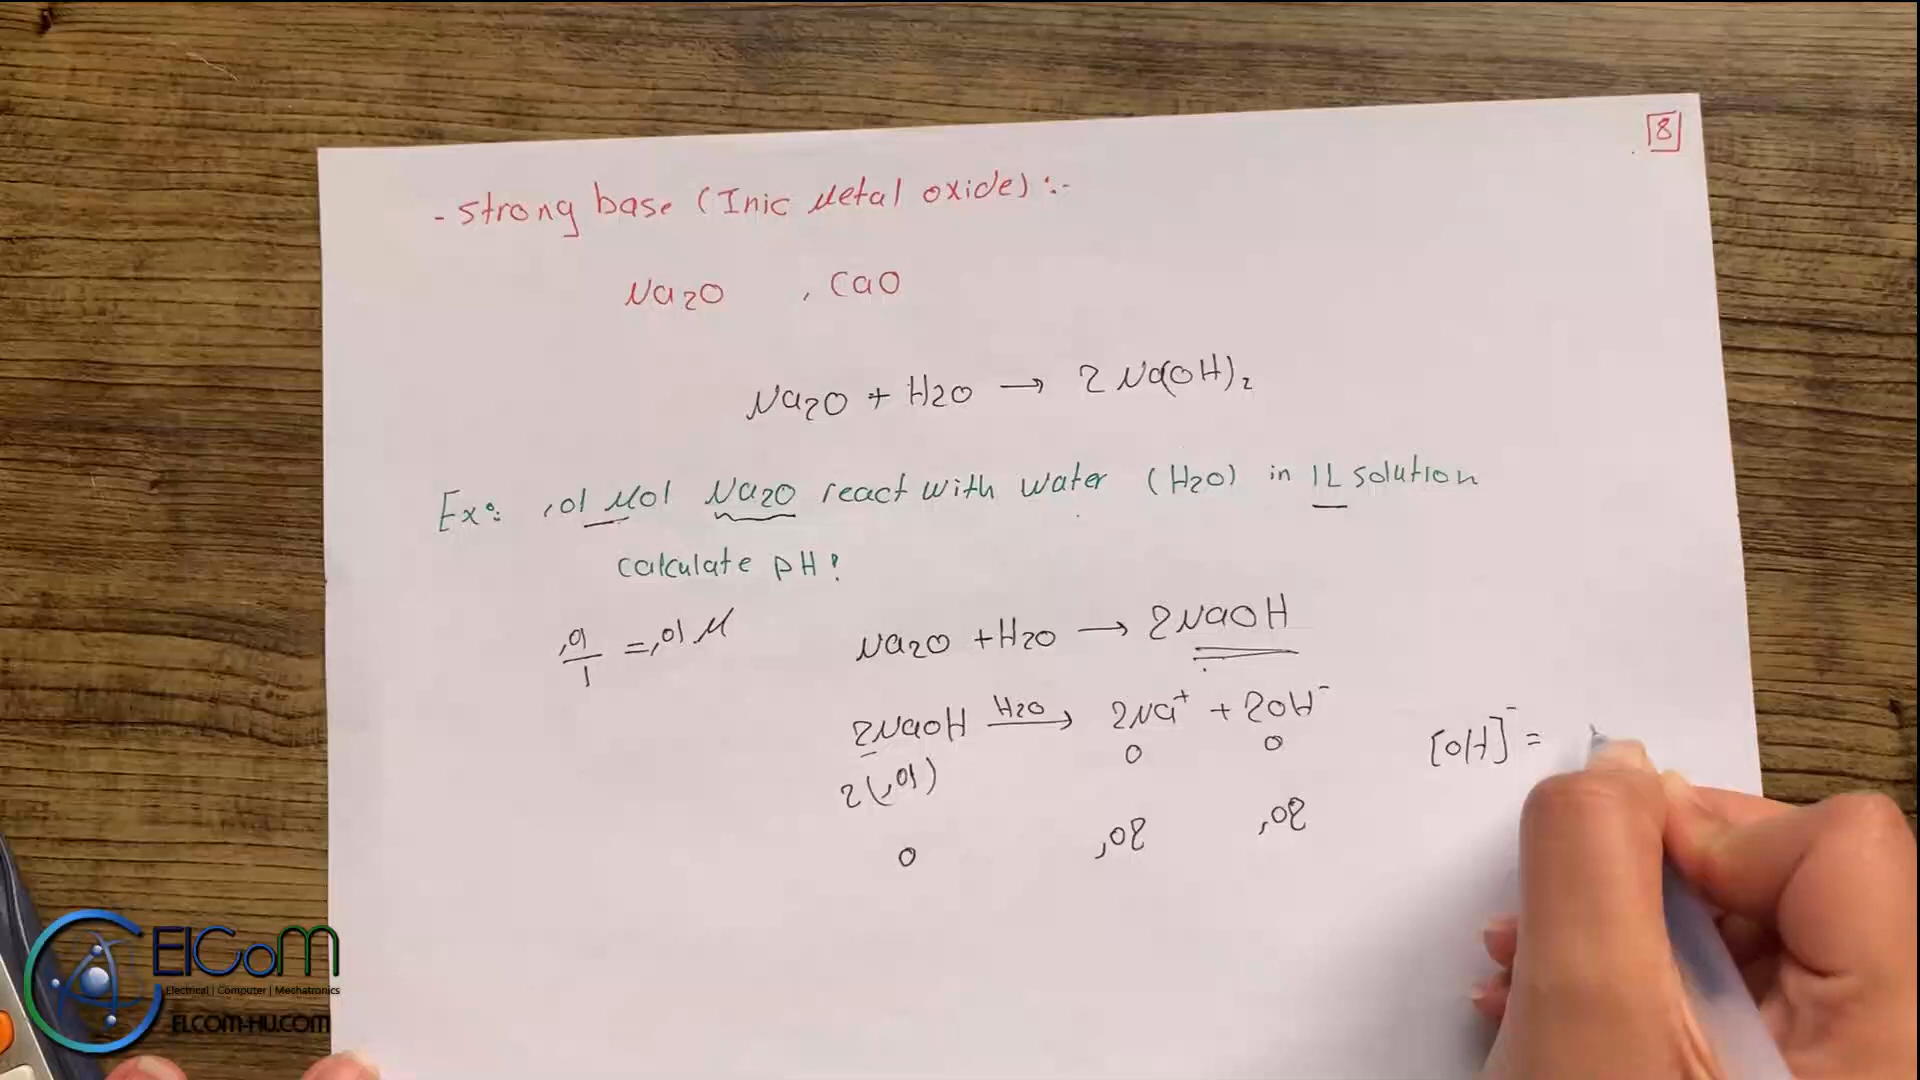 8
- strong base (Inic Metal oxide) :-
Na2O , CaO
Na2O + H2O → 2 Na(OH)2
Ex: ,01 Mol Na2O react with water (H2O) in 1L solution
calculate pH?
,01/1 = ,01 M
Na2O + H2O → 2NaOH
2NaOH H2O → 2Na+ + 2OH-
0 0
[OH]- =
2(,01)
0 ,02 ,02
ElCoM
Electrical | Computer | Mechatronics
ELCOM-HU.COM